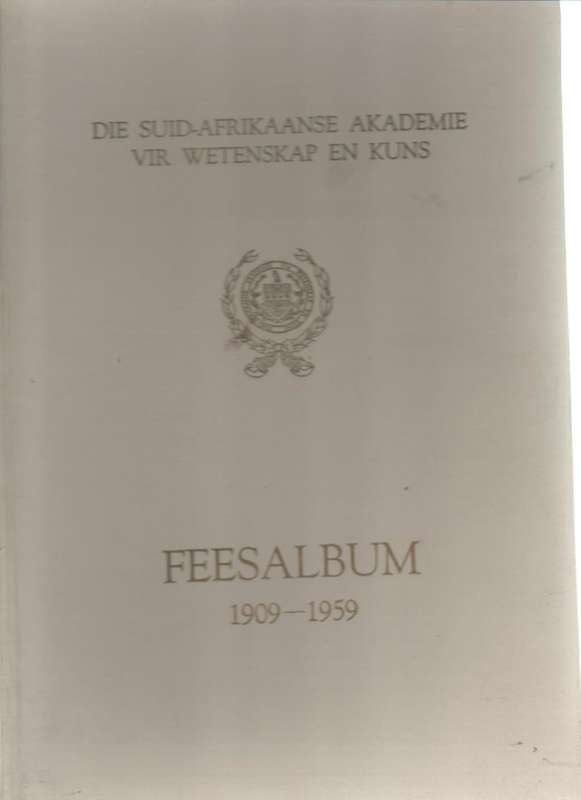 DIE SUID-AFRIKAANSE AKADEMIE
VIR WETENSKAP EN KUNS
FEESALBUM
1909—1959